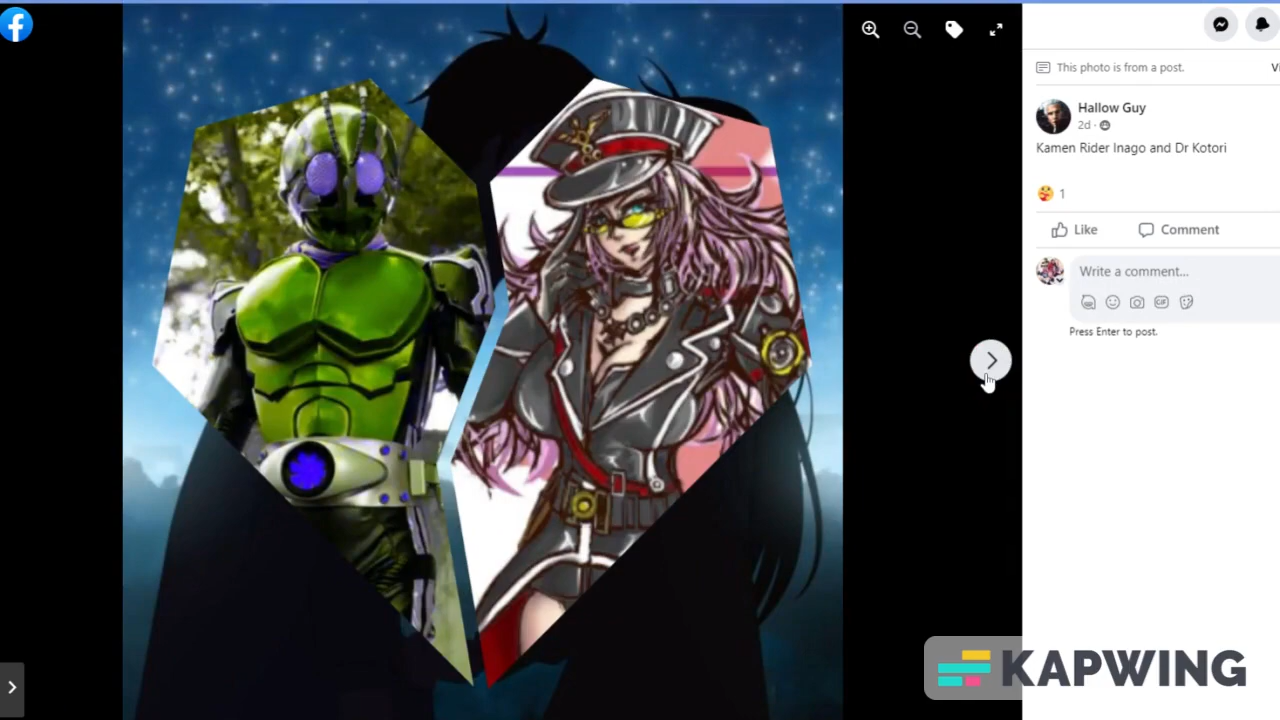 This photo is from a post.
Hallow Guy
2d
Kamen Rider Inago and Dr Kotori
1
Like
Comment
Write a comment...
GIF
Press Enter to post.
KAPWING